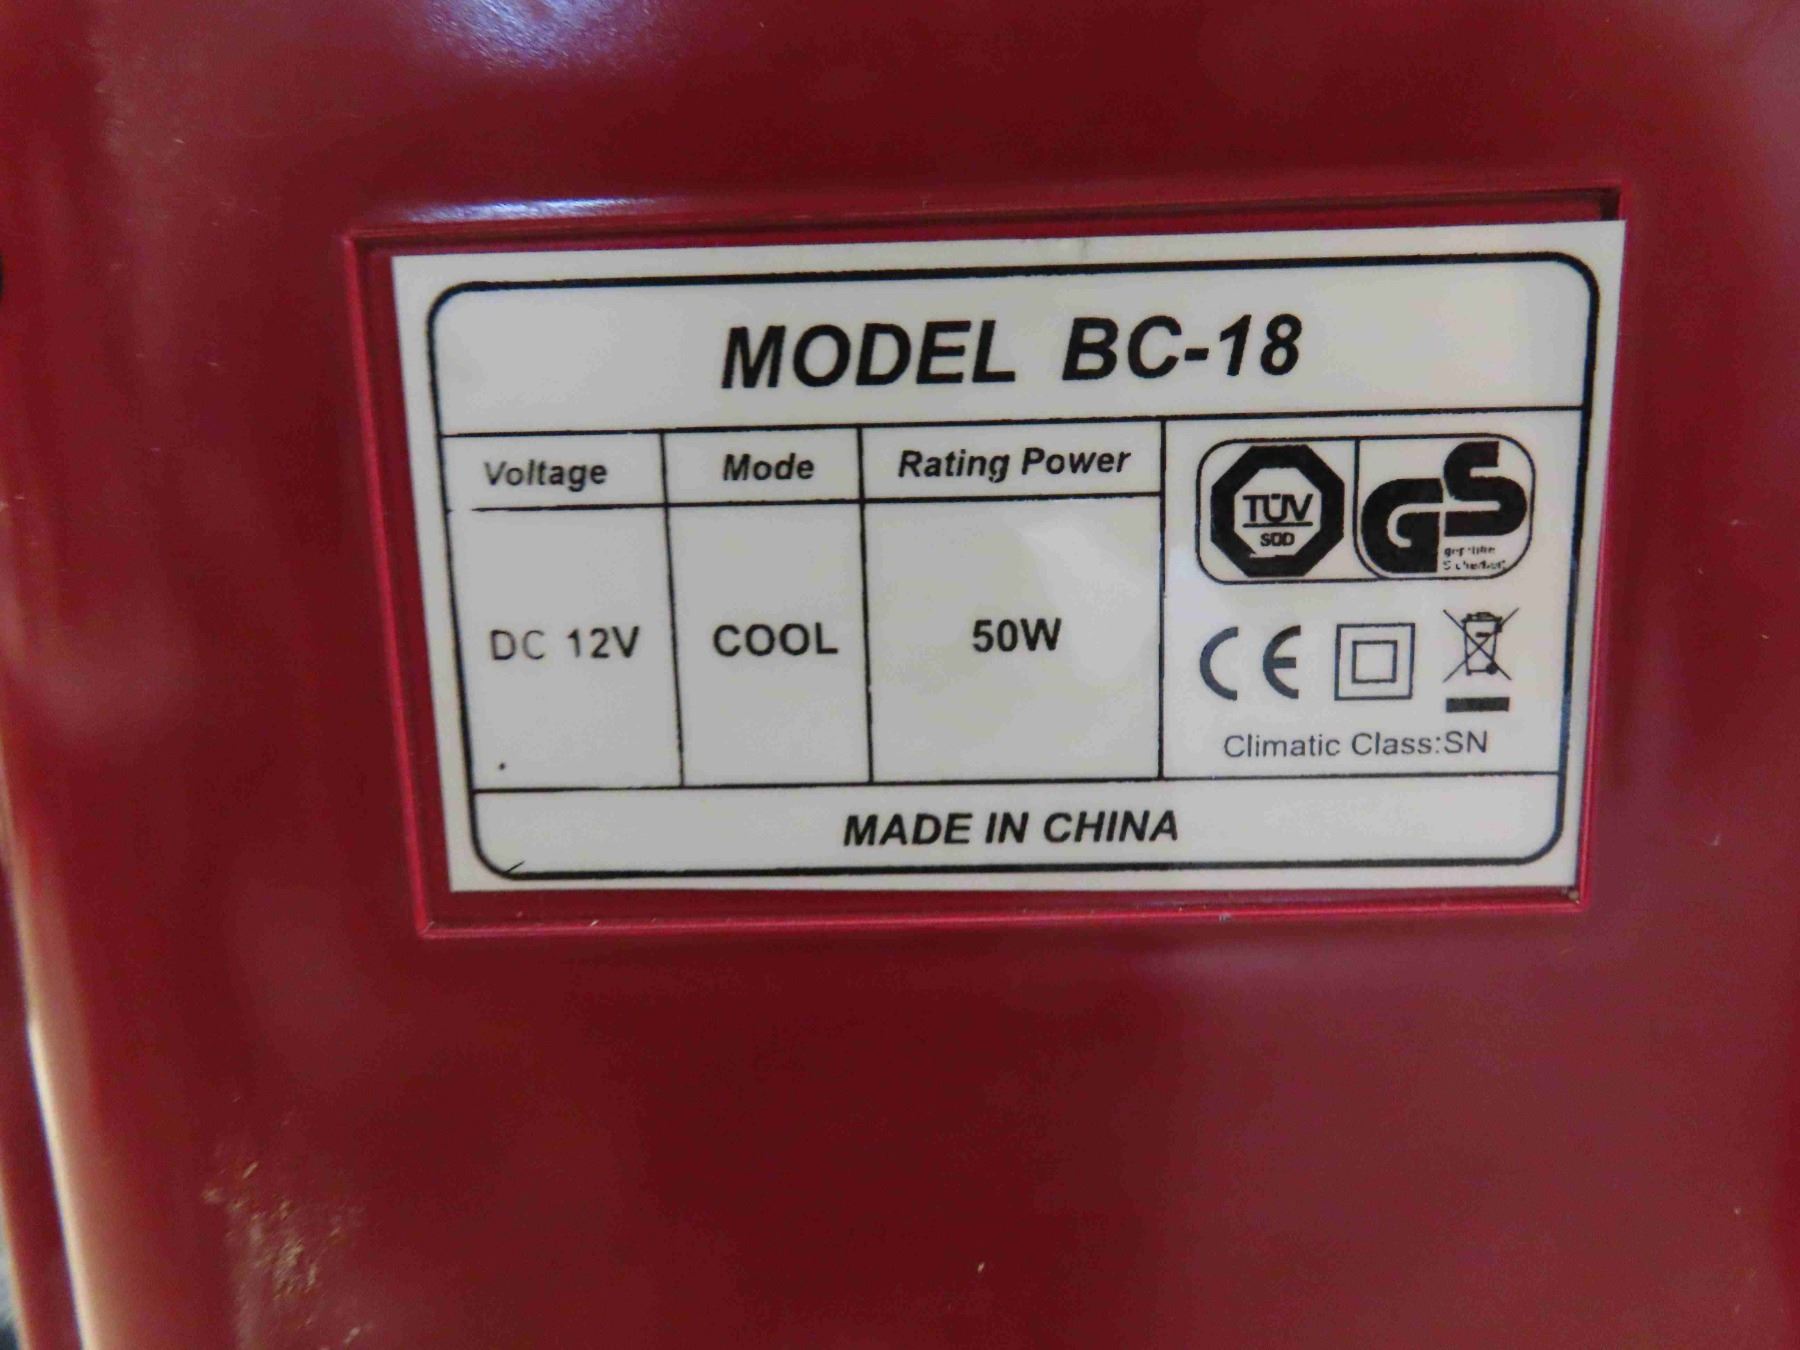 MODEL BC-18
Voltage Mode Rating Power
TÜV
SÜD
GS
DC 12V COOL 50W
CE
Climatic Class:SN
MADE IN CHINA